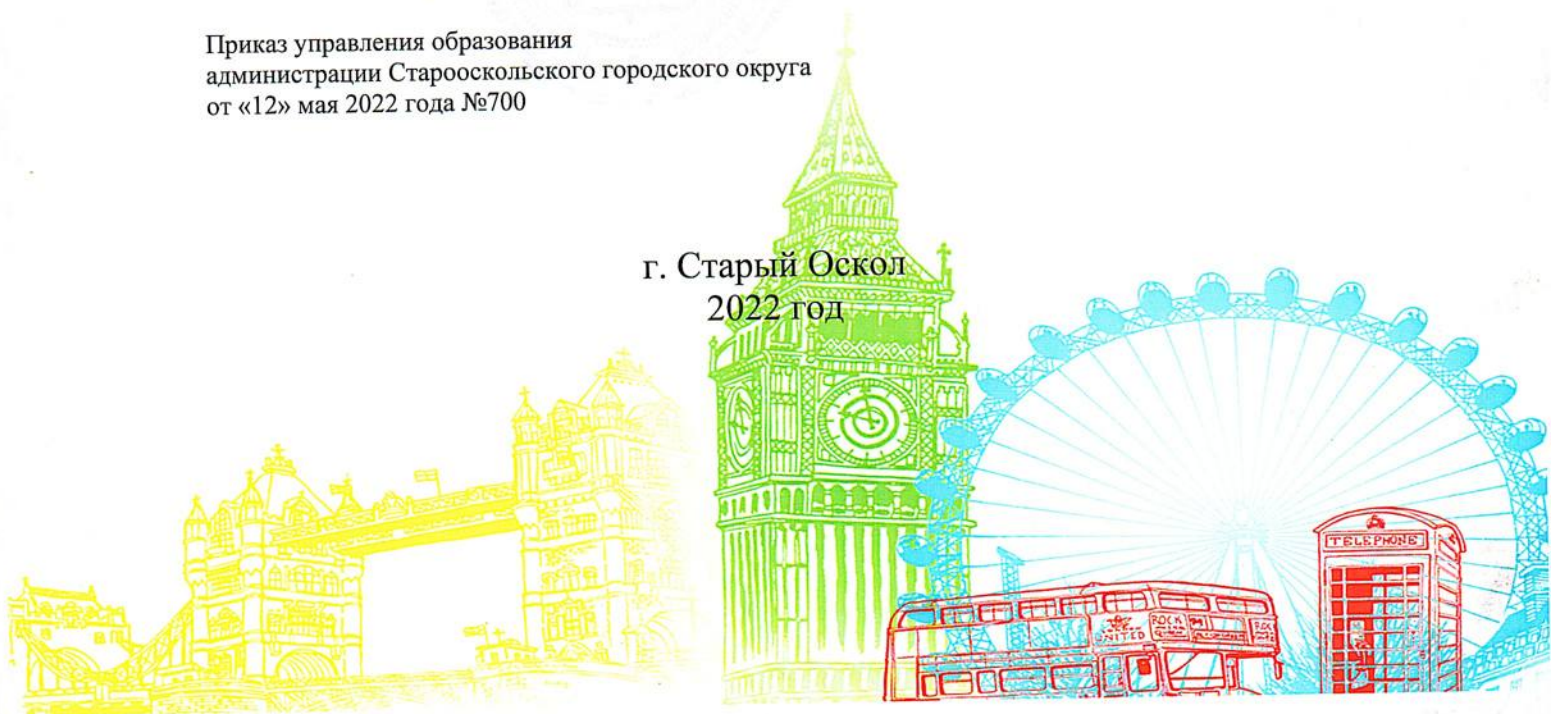 Приказ управления образования
администрации Старооскольского городского округа
от «12» мая 2022 года №700
г. Старый Оскол
2022 год
TELEPHONE
ROCK
UNITED